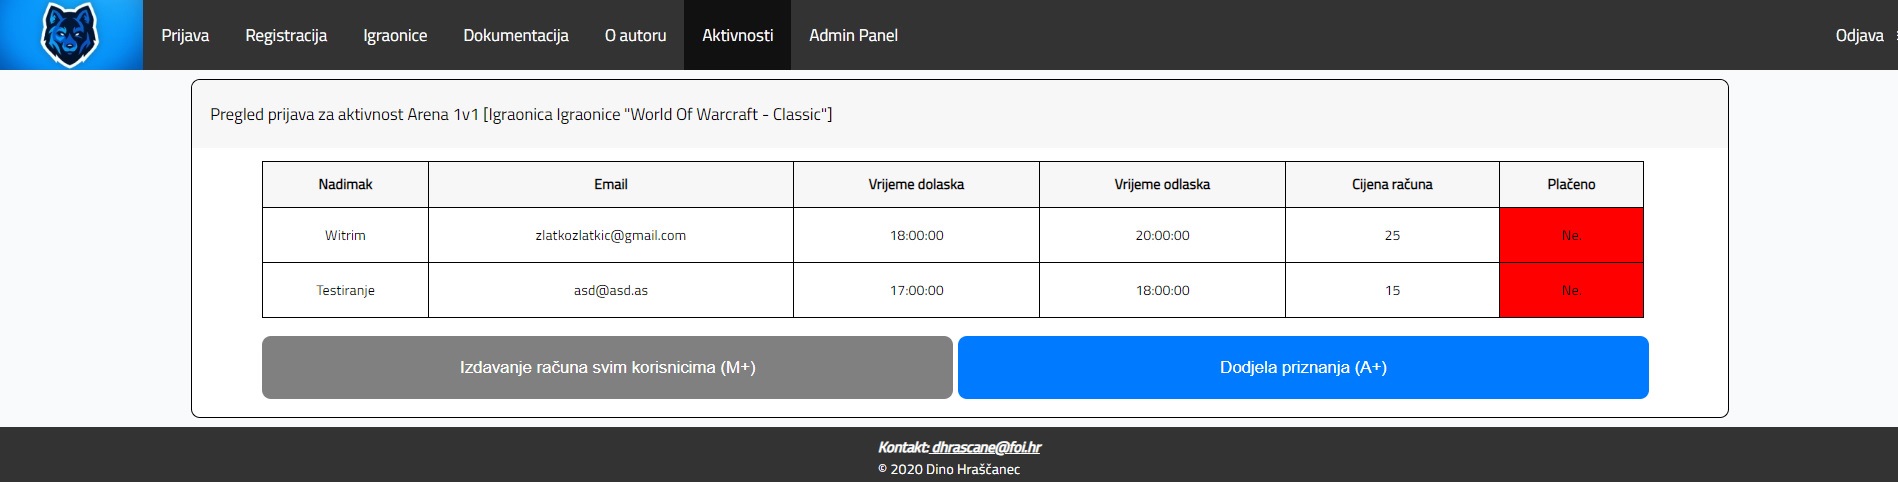 Prijava Registracija Igraonice Dokumentacija O autoru Aktivnosti Admin Panel Odjava
Pregled prijava za aktivnost Arena 1v1 [Igraonica Igraonice "World Of Warcraft - Classic"]
Nadimak Email Vrijeme dolaska Vrijeme odlaska Cijena računa Plačeno
Witrim zlatkozlatkic@gmail.com 18:00:00 20:00:00 25 Ne.
Testiranje asd@asd.as 17:00:00 18:00:00 15 Ne.
Izdavanje računa svim korisnicima (M+) Dodjela priznanja (A+)
Kontakt: dhrascane@foi.hr
© 2020 Dino Hraščanec